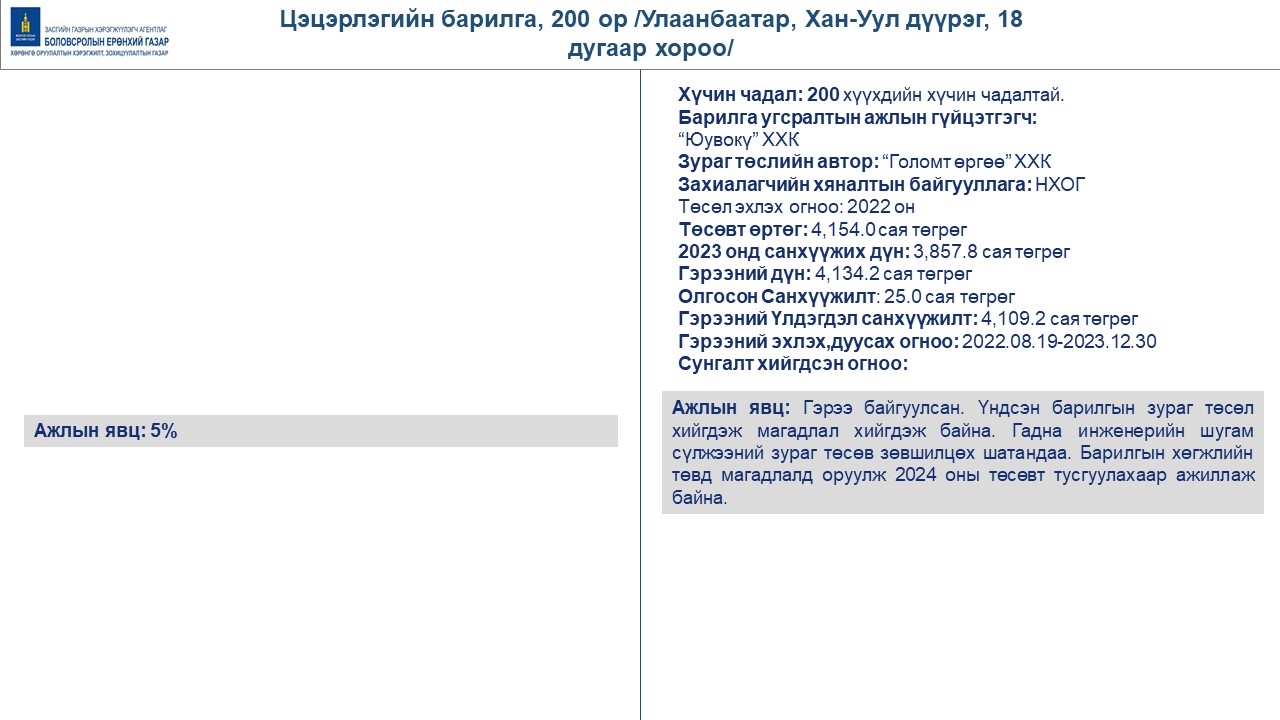 ЗАСГИЙН ГАЗРЫН ХЭРЭГЖҮҮЛЭГЧ АГЕНТЛАГ
БОЛОВСРОЛЫН ЕРӨНХИЙ ГАЗАР
ХӨРӨНГӨ ОРУУЛАЛТЫН ХЭРЭГЖИЛТ, ЗОХИЦУУЛАЛТЫН ГАЗАР
Цэцэрлэгийн барилга, 200 ор /Улаанбаатар, Хан-Уул дүүрэг, 18
дугаар хороо/
Хүчин чадал: 200 хүүхдийн хүчин чадалтай.
Барилга угсралтын ажлын гүйцэтгэгч:
“Юувокү” ХХК
Зураг төслийн автор: “Голомт өргөө” ХХК
Захиалагчийн хяналтын байгууллага: НХОГ
Төсөл эхлэх огноо: 2022 он
Төсөвт өртөг: 4,154.0 сая төгрөг
2023 онд санхүүжих дүн: 3,857.8 сая төгрөг
Гэрээний дүн: 4,134.2 сая төгрөг
Олгосон Санхүүжилт: 25.0 сая төгрөг
Гэрээний Үлдэгдэл санхүүжилт: 4,109.2 сая төгрөг
Гэрээний эхлэх,дуусах огноо: 2022.08.19-2023.12.30
Сунгалт хийгдсэн огноо:
Ажлын явц: 5%
Ажлын явц: Гэрээ байгуулсан. Үндсэн барилгын зураг төсөл
хийгдэж магадлал хийгдэж байна. Гадна инженерийн шугам
сүлжээний зураг төсөв зөвшилцөх шатандаа. Барилгын хөгжлийн
төвд магадлалд оруулж 2024 оны төсөвт тусгуулахаар ажиллаж
байна.